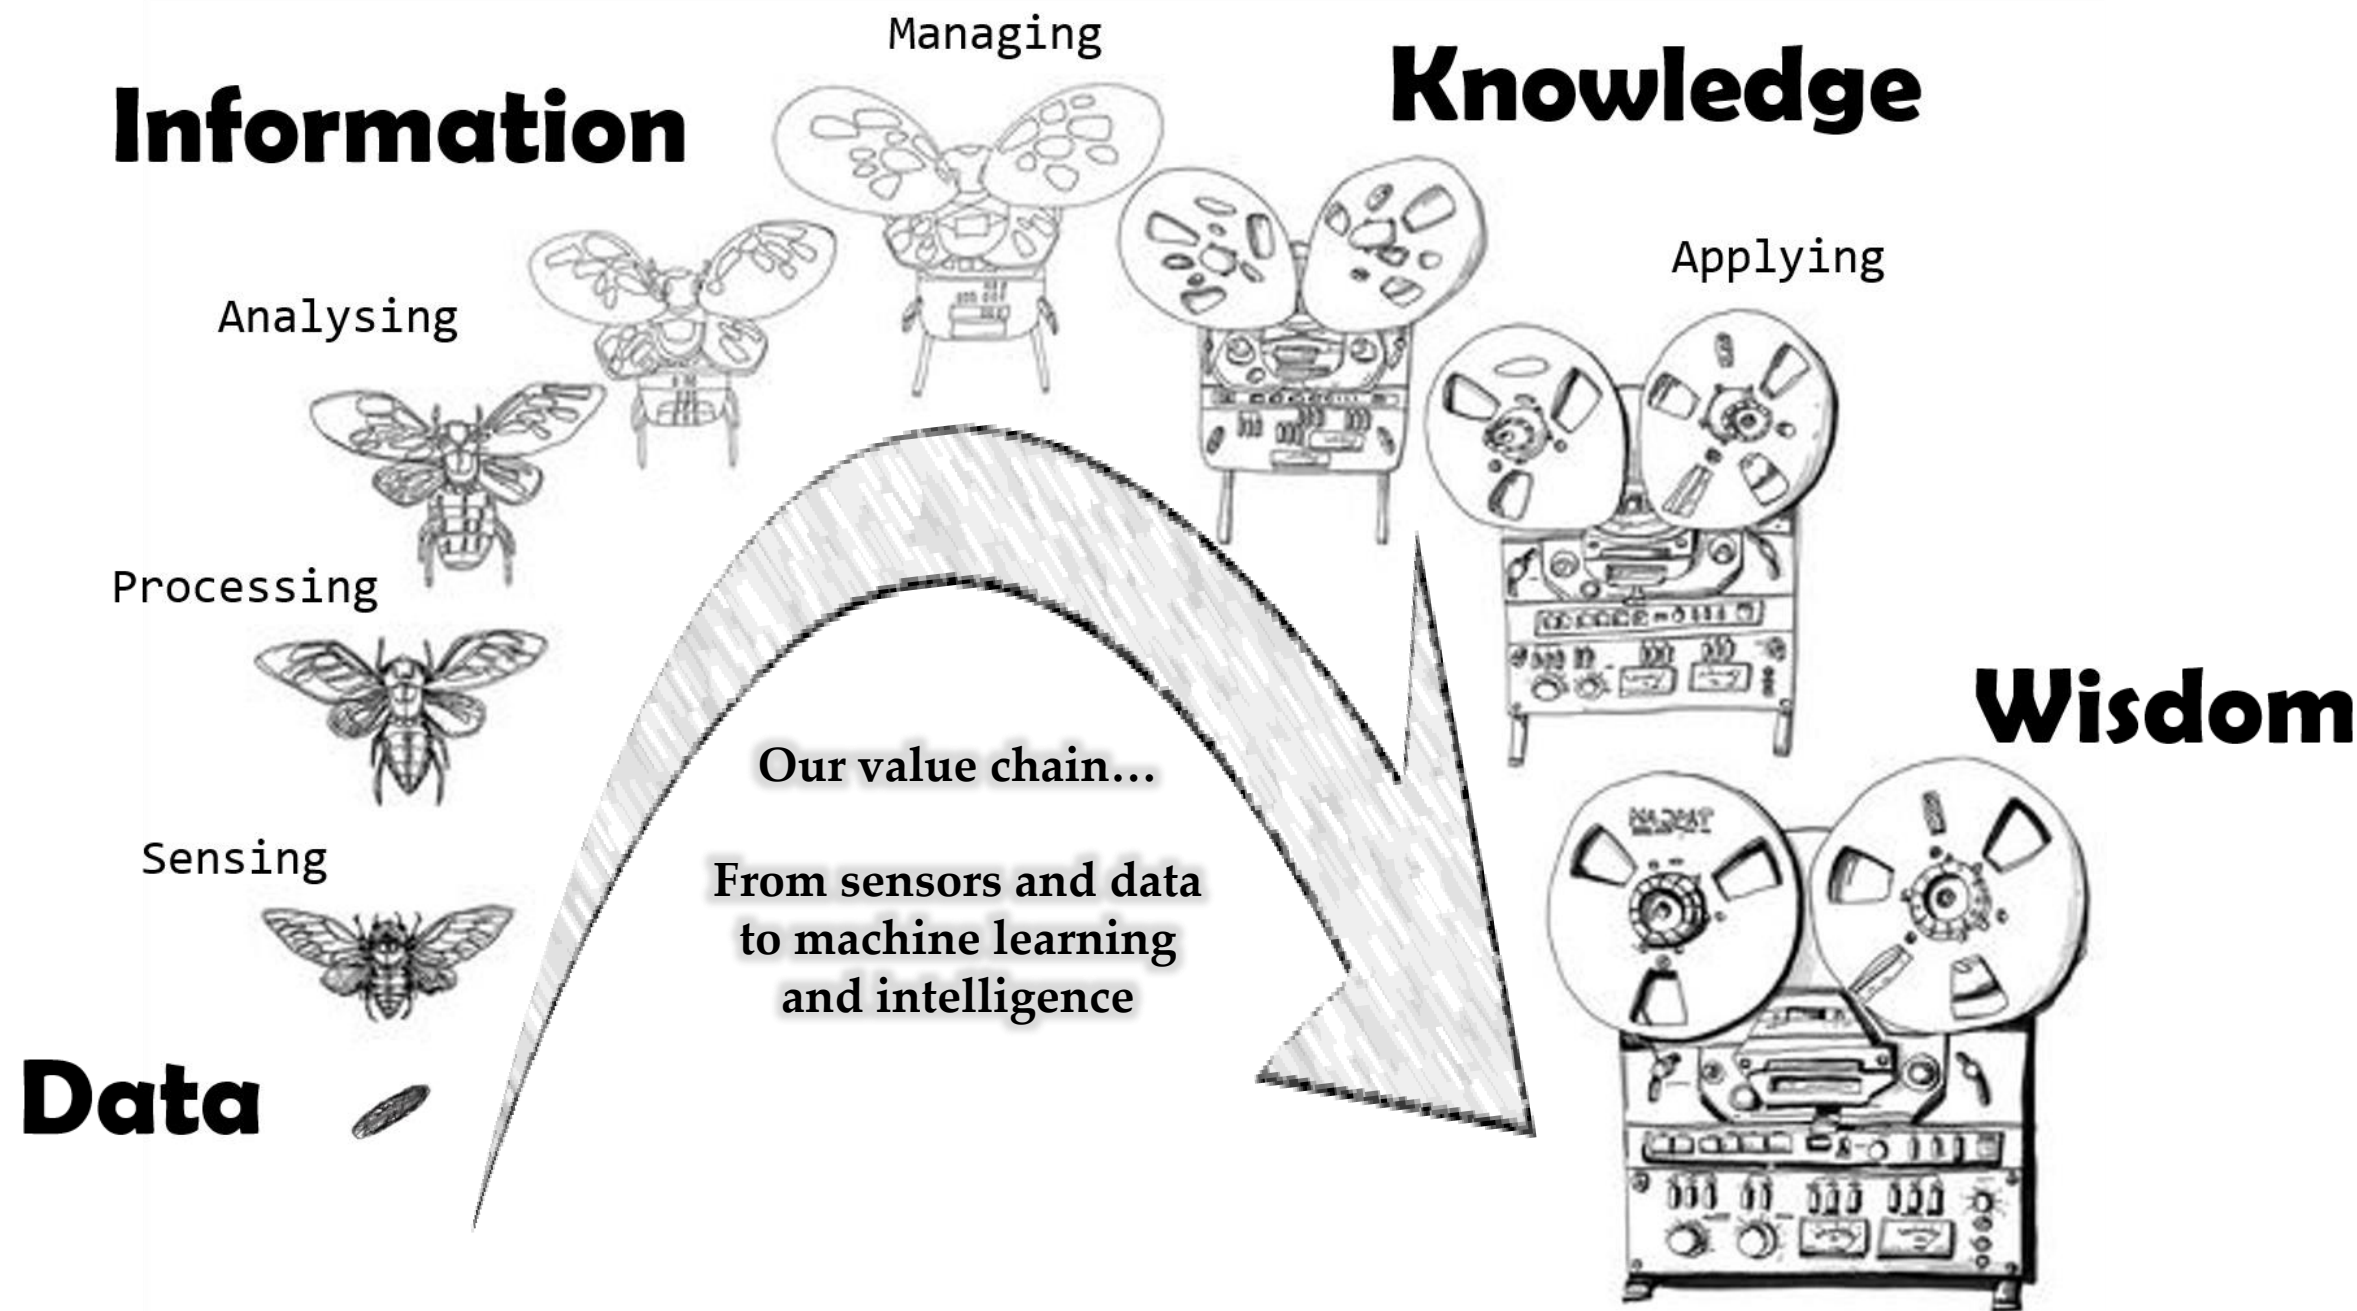 Managing
Information
Knowledge
Applying
Analysing
Processing
Wisdom
Our value chain…
Sensing
From sensors and data
to machine learning
and intelligence
Data